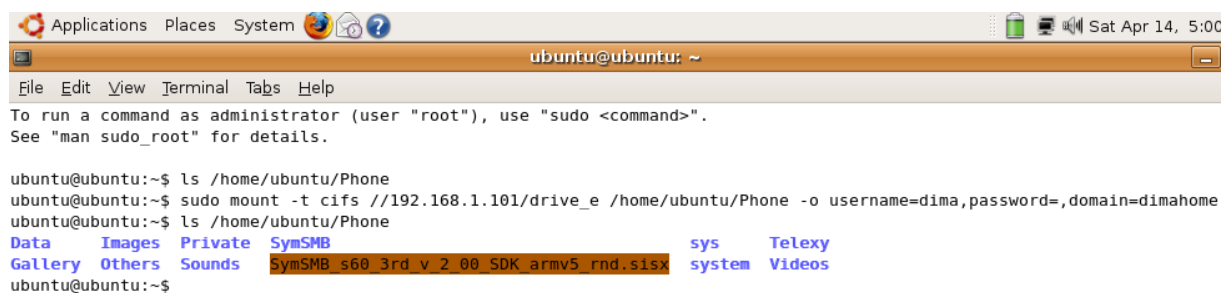 Applications Places System Sat Apr 14, 5:00
ubuntu@ubuntu: ~
File Edit View Terminal Tabs Help
To run a command as administrator (user "root"), use "sudo <command>".
See "man sudo_root" for details.
ubuntu@ubuntu:~$ ls /home/ubuntu/Phone
ubuntu@ubuntu:~$ sudo mount -t cifs //192.168.1.101/drive_e /home/ubuntu/Phone -o username=dima,password=,domain=dimahome
ubuntu@ubuntu:~$ ls /home/ubuntu/Phone
Data Images Private SymSMB sys Telexy
Gallery Others Sounds SymSMB_s60_3rd_v_2_00_SDK_armv5_rnd.sisx system Videos
ubuntu@ubuntu:~$